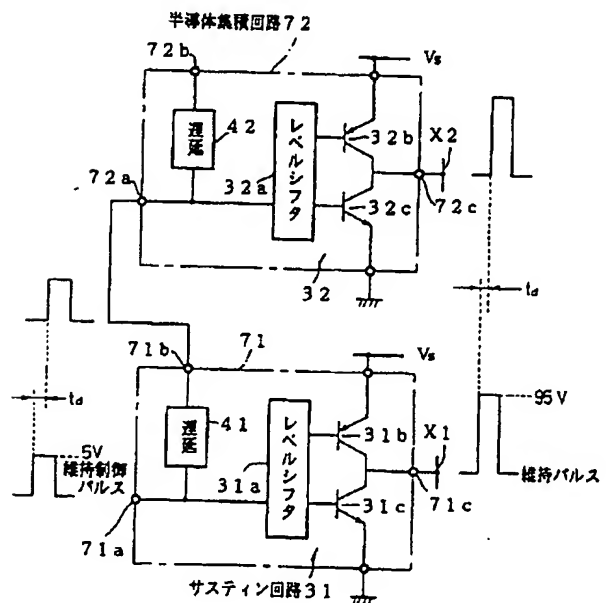 半導体集積回路72
72b
Vs
遅延
42
レベルシフタ
32b
X2
72a
32a
32c
72c
32
td
71b
71
Vs
td
遅延
41
レベルシフタ
31b
X1
95V
5V
維持制御
パルス
31a
31c
71c
維持パルス
71a
サスティン回路31